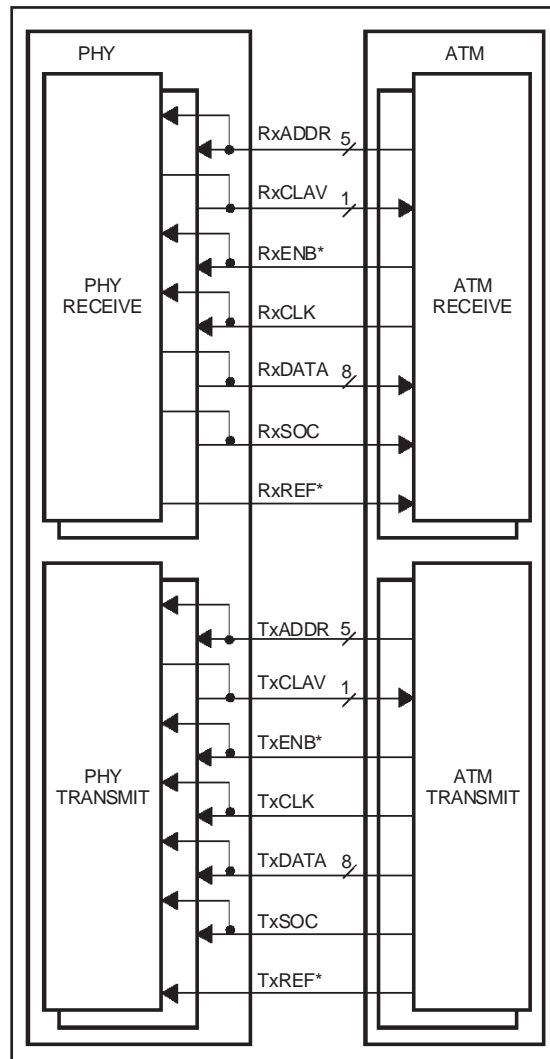 PHY
ATM
RxADDR 5
RxCLAV 1
RxENB*
PHY
RECEIVE
ATM
RECEIVE
RxCLK
RxDATA 8
RxSOC
RxREF*
TxADDR 5
TxCLAV 1
TxENB*
PHY
TRANSMIT
ATM
TRANSMIT
TxCLK
TxDATA 8
TxSOC
TxREF*